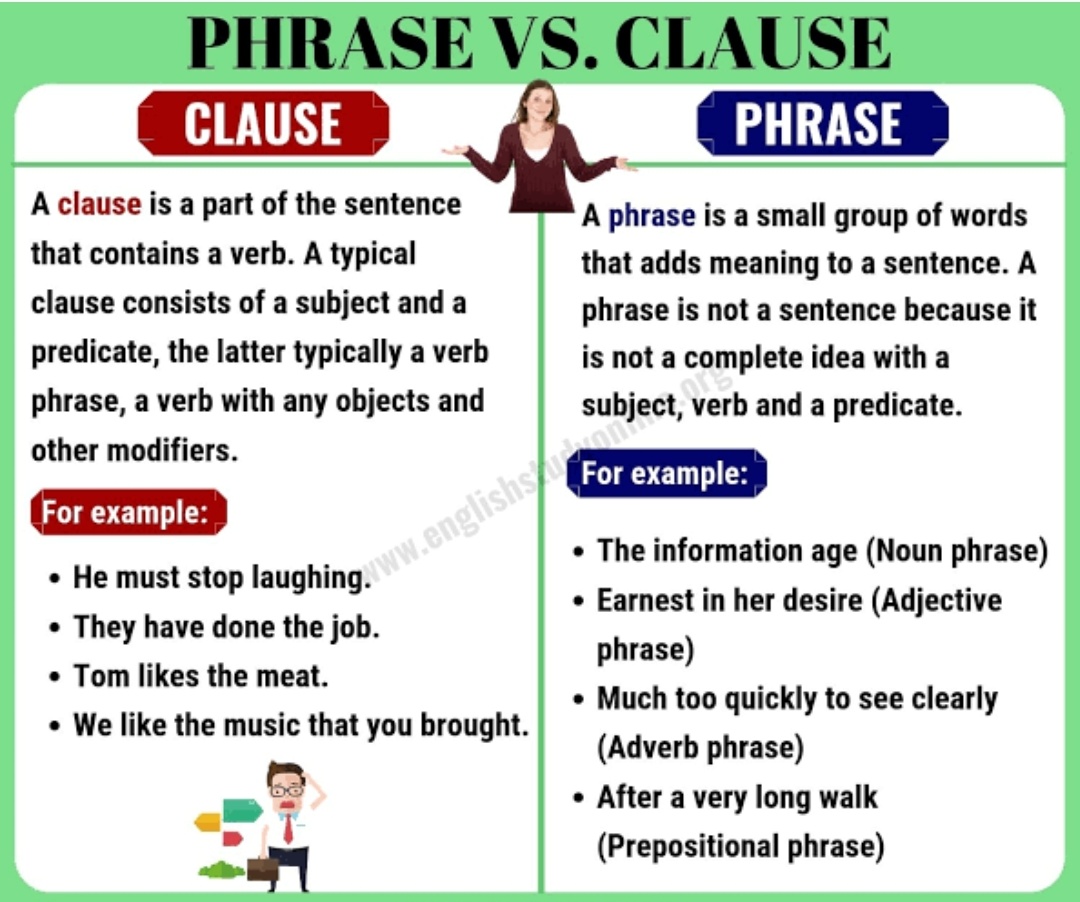 PHRASE VS. CLAUSE
CLAUSE
A clause is a part of the sentence
that contains a verb. A typical
clause consists of a subject and a
predicate, the latter typically a verb
phrase, a verb with any objects and
other modifiers.
For example:
• He must stop laughing.
• They have done the job.
• Tom likes the meat.
• We like the music that you brought.
PHRASE
A phrase is a small group of words
that adds meaning to a sentence. A
phrase is not a sentence because it
is not a complete idea with a
subject, verb and a predicate.
For example:
• The information age (Noun phrase)
• Earnest in her desire (Adjective
phrase)
• Much too quickly to see clearly
(Adverb phrase)
• After a very long walk
(Prepositional phrase)
www.englishstudyonline.org